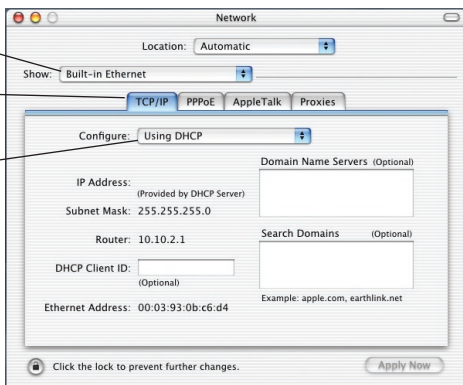 Network
Location: Automatic
Show: Built-in Ethernet
TCP/IP PPPoE AppleTalk Proxies
Configure: Using DHCP
Domain Name Servers (Optional)
IP Address:
(Provided by DHCP Server)
Subnet Mask: 255.255.255.0
Router: 10.10.2.1
Search Domains (Optional)
DHCP Client ID:
(Optional)
Example: apple.com, earthlink.net
Ethernet Address: 00:03:93:0b:c6:d4
Click the lock to prevent further changes.
Apply Now